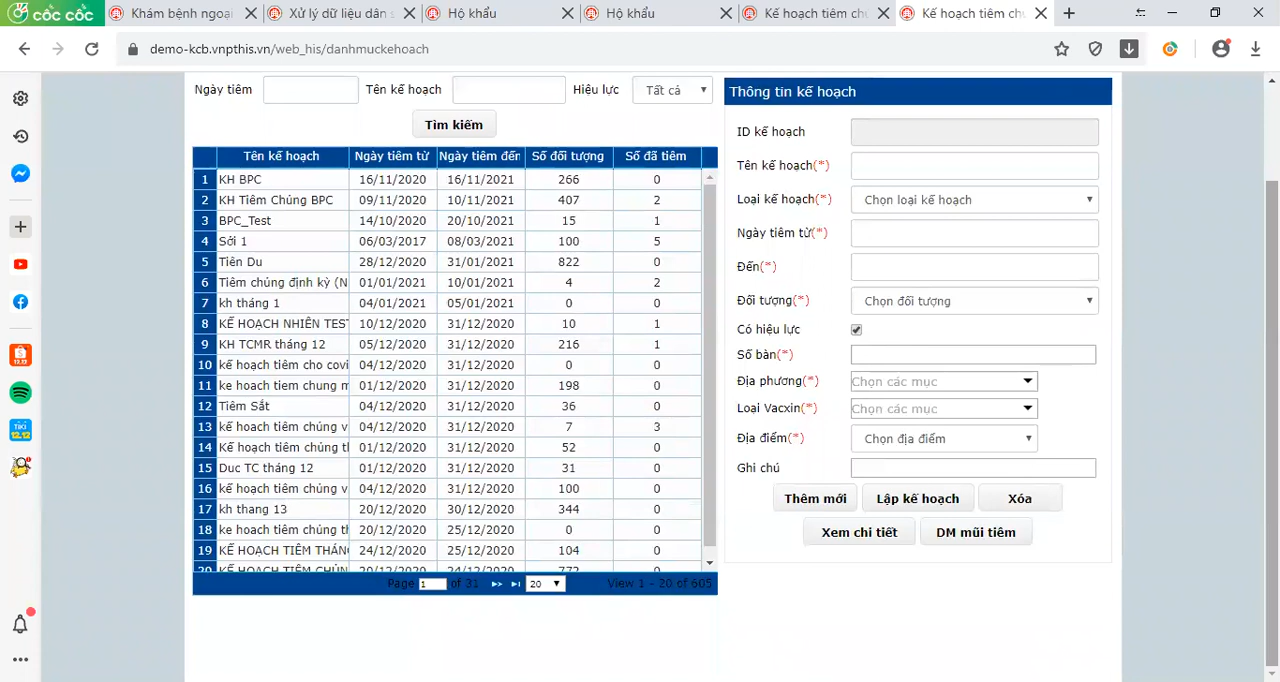 cốc cốc
Khám bệnh ngoại
Xử lý dữ liệu dân s
Hộ khẩu
Hộ khẩu
Kế hoạch tiêm chủ
Kế hoạch tiêm chủ
demo-kcb.vnpthis.vn/web_his/danhmuckehoach
Ngày tiêm
Tên kế hoạch
Hiệu lực
Tất cả
Tìm kiếm
Tên kế hoạch Ngày tiêm từ Ngày tiêm đến Số đối tượng Số đã tiêm
1 KH BPC 16/11/2020 16/11/2021 266 0
2 KH Tiêm Chủng BPC 09/11/2020 10/11/2021 407 2
3 BPC_Test 14/10/2020 20/10/2021 15 1
4 Sởi 1 06/03/2017 08/03/2021 100 5
5 Tiên Du 28/12/2020 31/01/2021 822 0
6 Tiêm chủng định kỳ (N 01/01/2021 10/01/2021 4 2
7 kh tháng 1 04/01/2021 05/01/2021 0 0
8 KẾ HOẠCH NHIÊN TEST 10/12/2020 31/12/2020 10 1
9 KH TCMR tháng 12 05/12/2020 31/12/2020 216 1
10 kế hoạch tiêm cho covi 04/12/2020 31/12/2020 0 0
11 ke hoach tiem chung m 01/12/2020 31/12/2020 198 0
12 Tiêm Sắt 04/12/2020 31/12/2020 36 0
13 kế hoạch tiêm chủng v 04/12/2020 31/12/2020 7 3
14 Kế hoạch tiêm chủng th 01/12/2020 31/12/2020 52 0
15 Duc TC tháng 12 01/12/2020 31/12/2020 31 0
16 kế hoạch tiêm chủng v 04/12/2020 31/12/2020 100 0
17 kh thang 13 20/12/2020 30/12/2020 344 0
18 ke hoach tiêm chủng th 20/12/2020 25/12/2020 0 0
19 KẾ HOẠCH TIÊM THÁNG 24/12/2020 25/12/2020 104 0
20 KẾ HOẠCH TIÊM CHỦN 20/12/2020 24/12/2020 772 0
Page 1 of 31 20 View 1 - 20 of 605
Thông tin kế hoạch
ID kế hoạch
Tên kế hoạch(*)
Loại kế hoạch(*) Chọn loại kế hoạch
Ngày tiêm từ(*)
Đến(*)
Đối tượng(*) Chọn đối tượng
Có hiệu lực
Số bàn(*)
Địa phương(*) Chọn các mục
Loại Vacxin(*) Chọn các mục
Địa điểm(*) Chọn địa điểm
Ghi chú
Thêm mới Lập kế hoạch Xóa
Xem chi tiết DM mũi tiêm